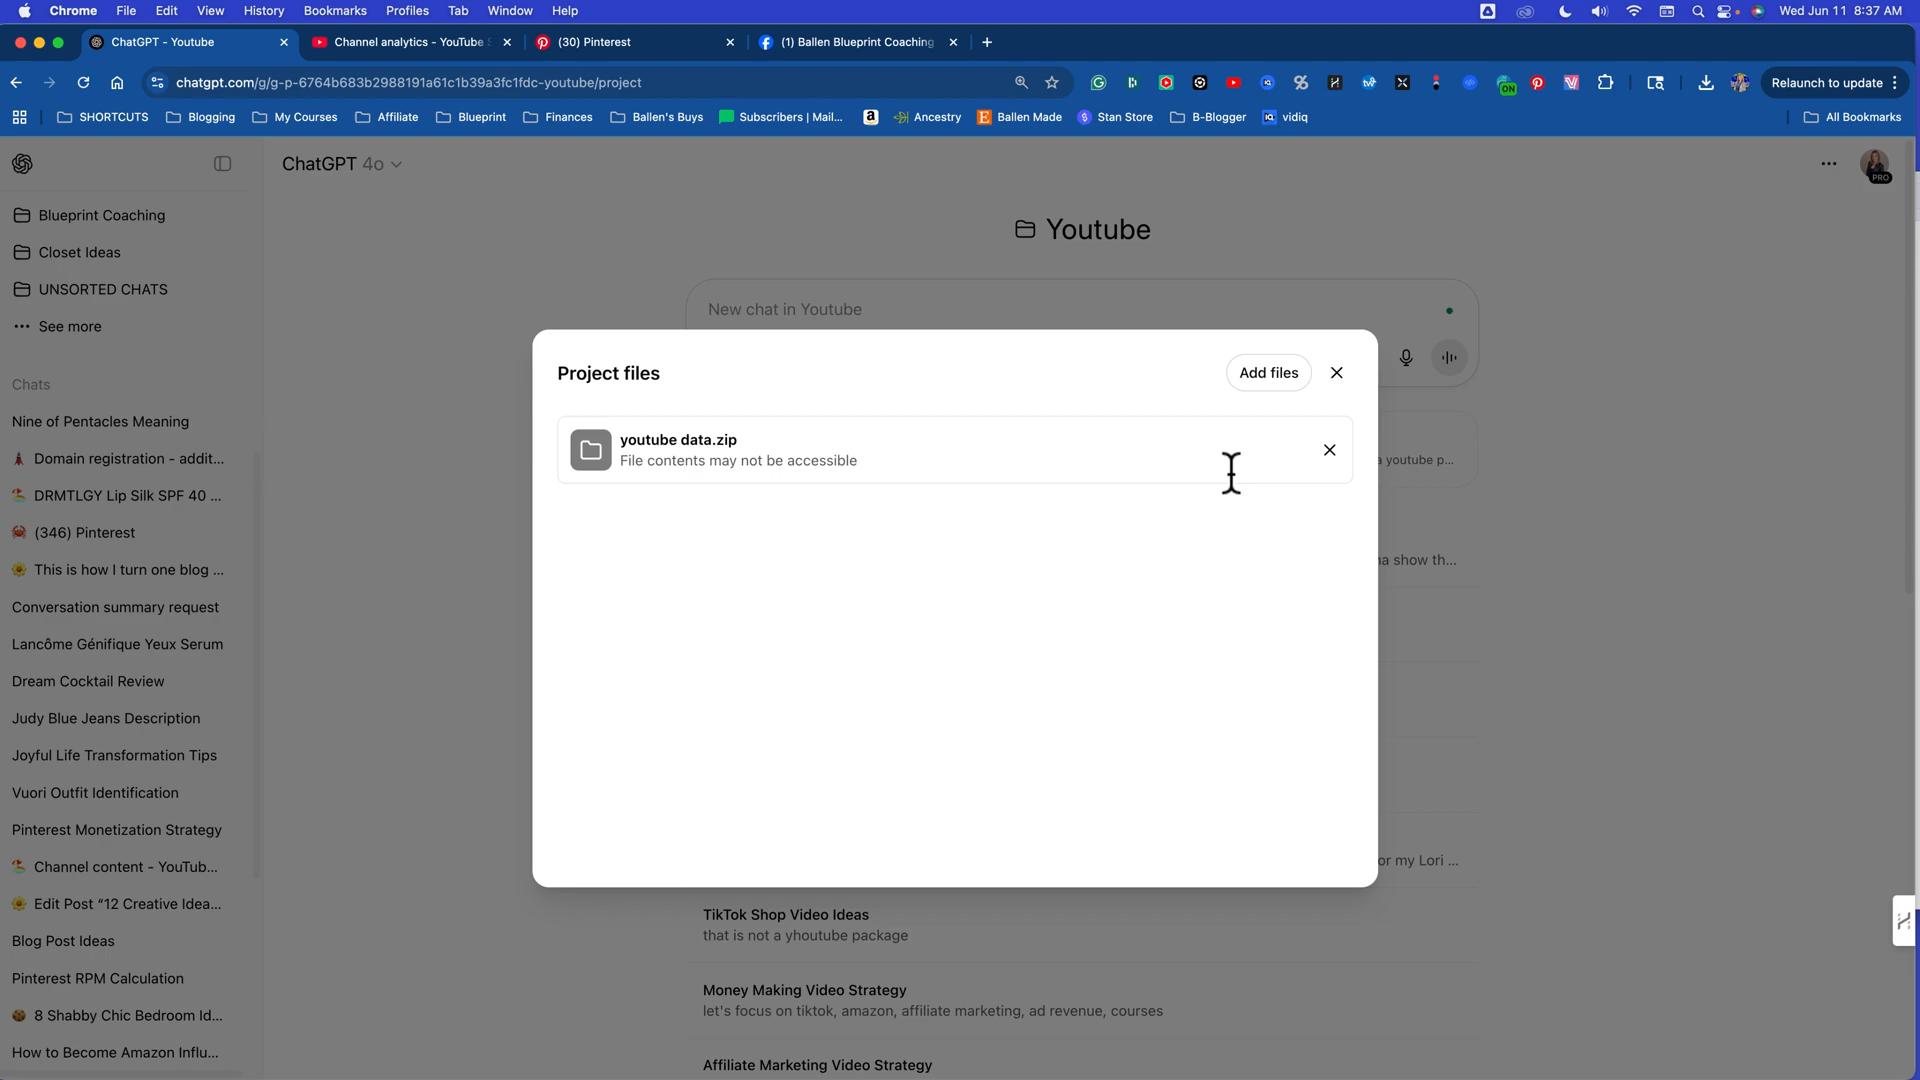 Chrome File Edit View History Bookmarks Profiles Tab Window Help Wed Jun 11 8:37 AM
ChatGPT - Youtube Channel analytics - YouTube (30) Pinterest (1) Ballen Blueprint Coaching
chatgpt.com/g/g-p-6764b683b2988191a61c1b39a3fc1fdc-youtube/project ON Relaunch to update
SHORTCUTS Blogging My Courses Affiliate Blueprint Finances Ballen's Buys Subscribers | Mail... Ancestry Ballen Made Stan Store B-Blogger vidiq All Bookmarks
ChatGPT 4o
PRO
Blueprint Coaching
Closet Ideas
UNSORTED CHATS
See more
Chats
Nine of Pentacles Meaning
Domain registration - addit...
DRMTLGY Lip Silk SPF 40 ...
(346) Pinterest
This is how I turn one blog ...
Conversation summary request
Lancôme Génifique Yeux Serum
Dream Cocktail Review
Judy Blue Jeans Description
Joyful Life Transformation Tips
Vuori Outfit Identification
Pinterest Monetization Strategy
Channel content - YouTub...
Edit Post “12 Creative Idea...
Blog Post Ideas
Pinterest RPM Calculation
8 Shabby Chic Bedroom Id...
How to Become Amazon Influ...
Youtube
New chat in Youtube
Project files
Add files
youtube data.zip
File contents may not be accessible
a youtube p...
a show th...
or my Lori ...
TikTok Shop Video Ideas
that is not a yhoutube package
Money Making Video Strategy
let's focus on tiktok, amazon, affiliate marketing, ad revenue, courses
Affiliate Marketing Video Strategy